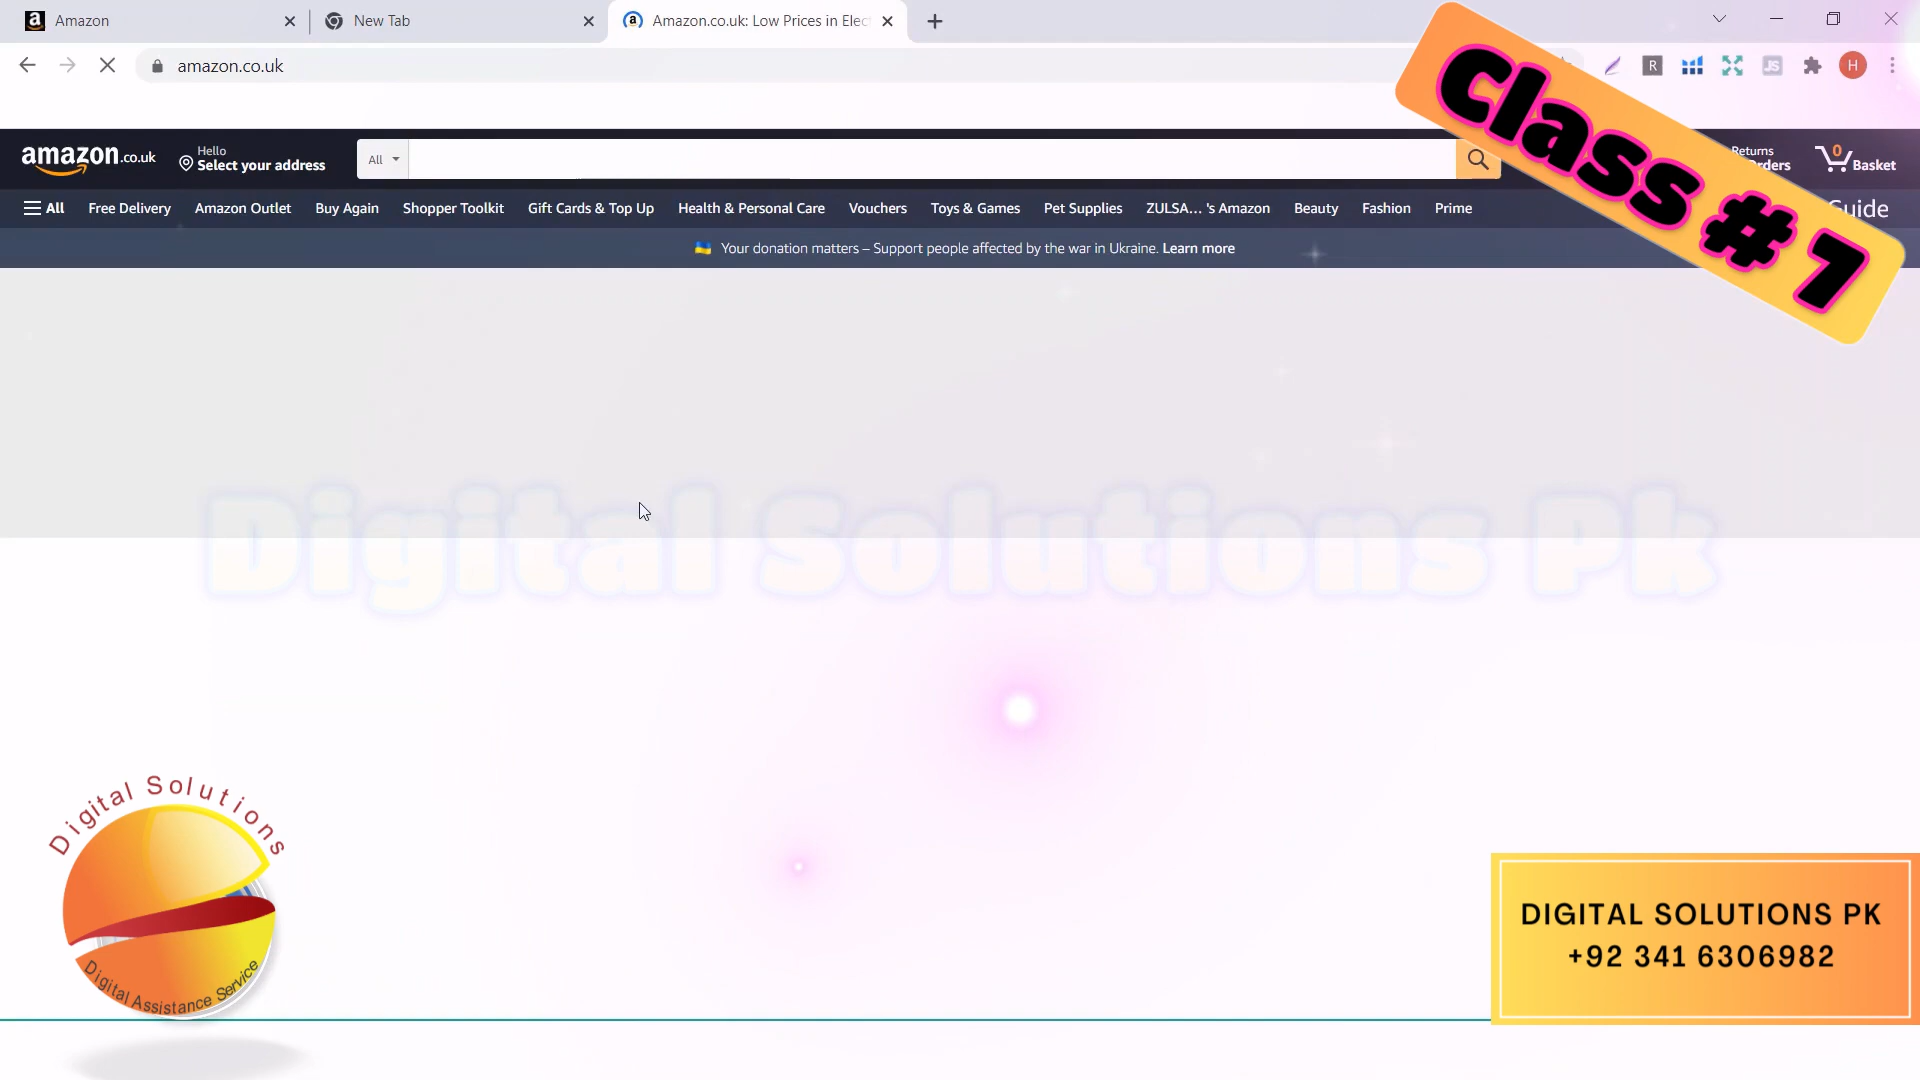 Amazon
New Tab
Amazon.co.uk: Low Prices in Elec
amazon.co.uk
R
JS
H
Class # 7
amazon.co.uk
Hello
Select your address
All
Returns
0
Basket
All
Free Delivery
Amazon Outlet
Buy Again
Shopper Toolkit
Gift Cards & Top Up
Health & Personal Care
Vouchers
Toys & Games
Pet Supplies
ZULSA... 's Amazon
Beauty
Fashion
Prime
Your donation matters – Support people affected by the war in Ukraine. Learn more
Digital Solutions Pk
Digital Solutions
Digital Assistance Service
DIGITAL SOLUTIONS PK
+92 341 6306982